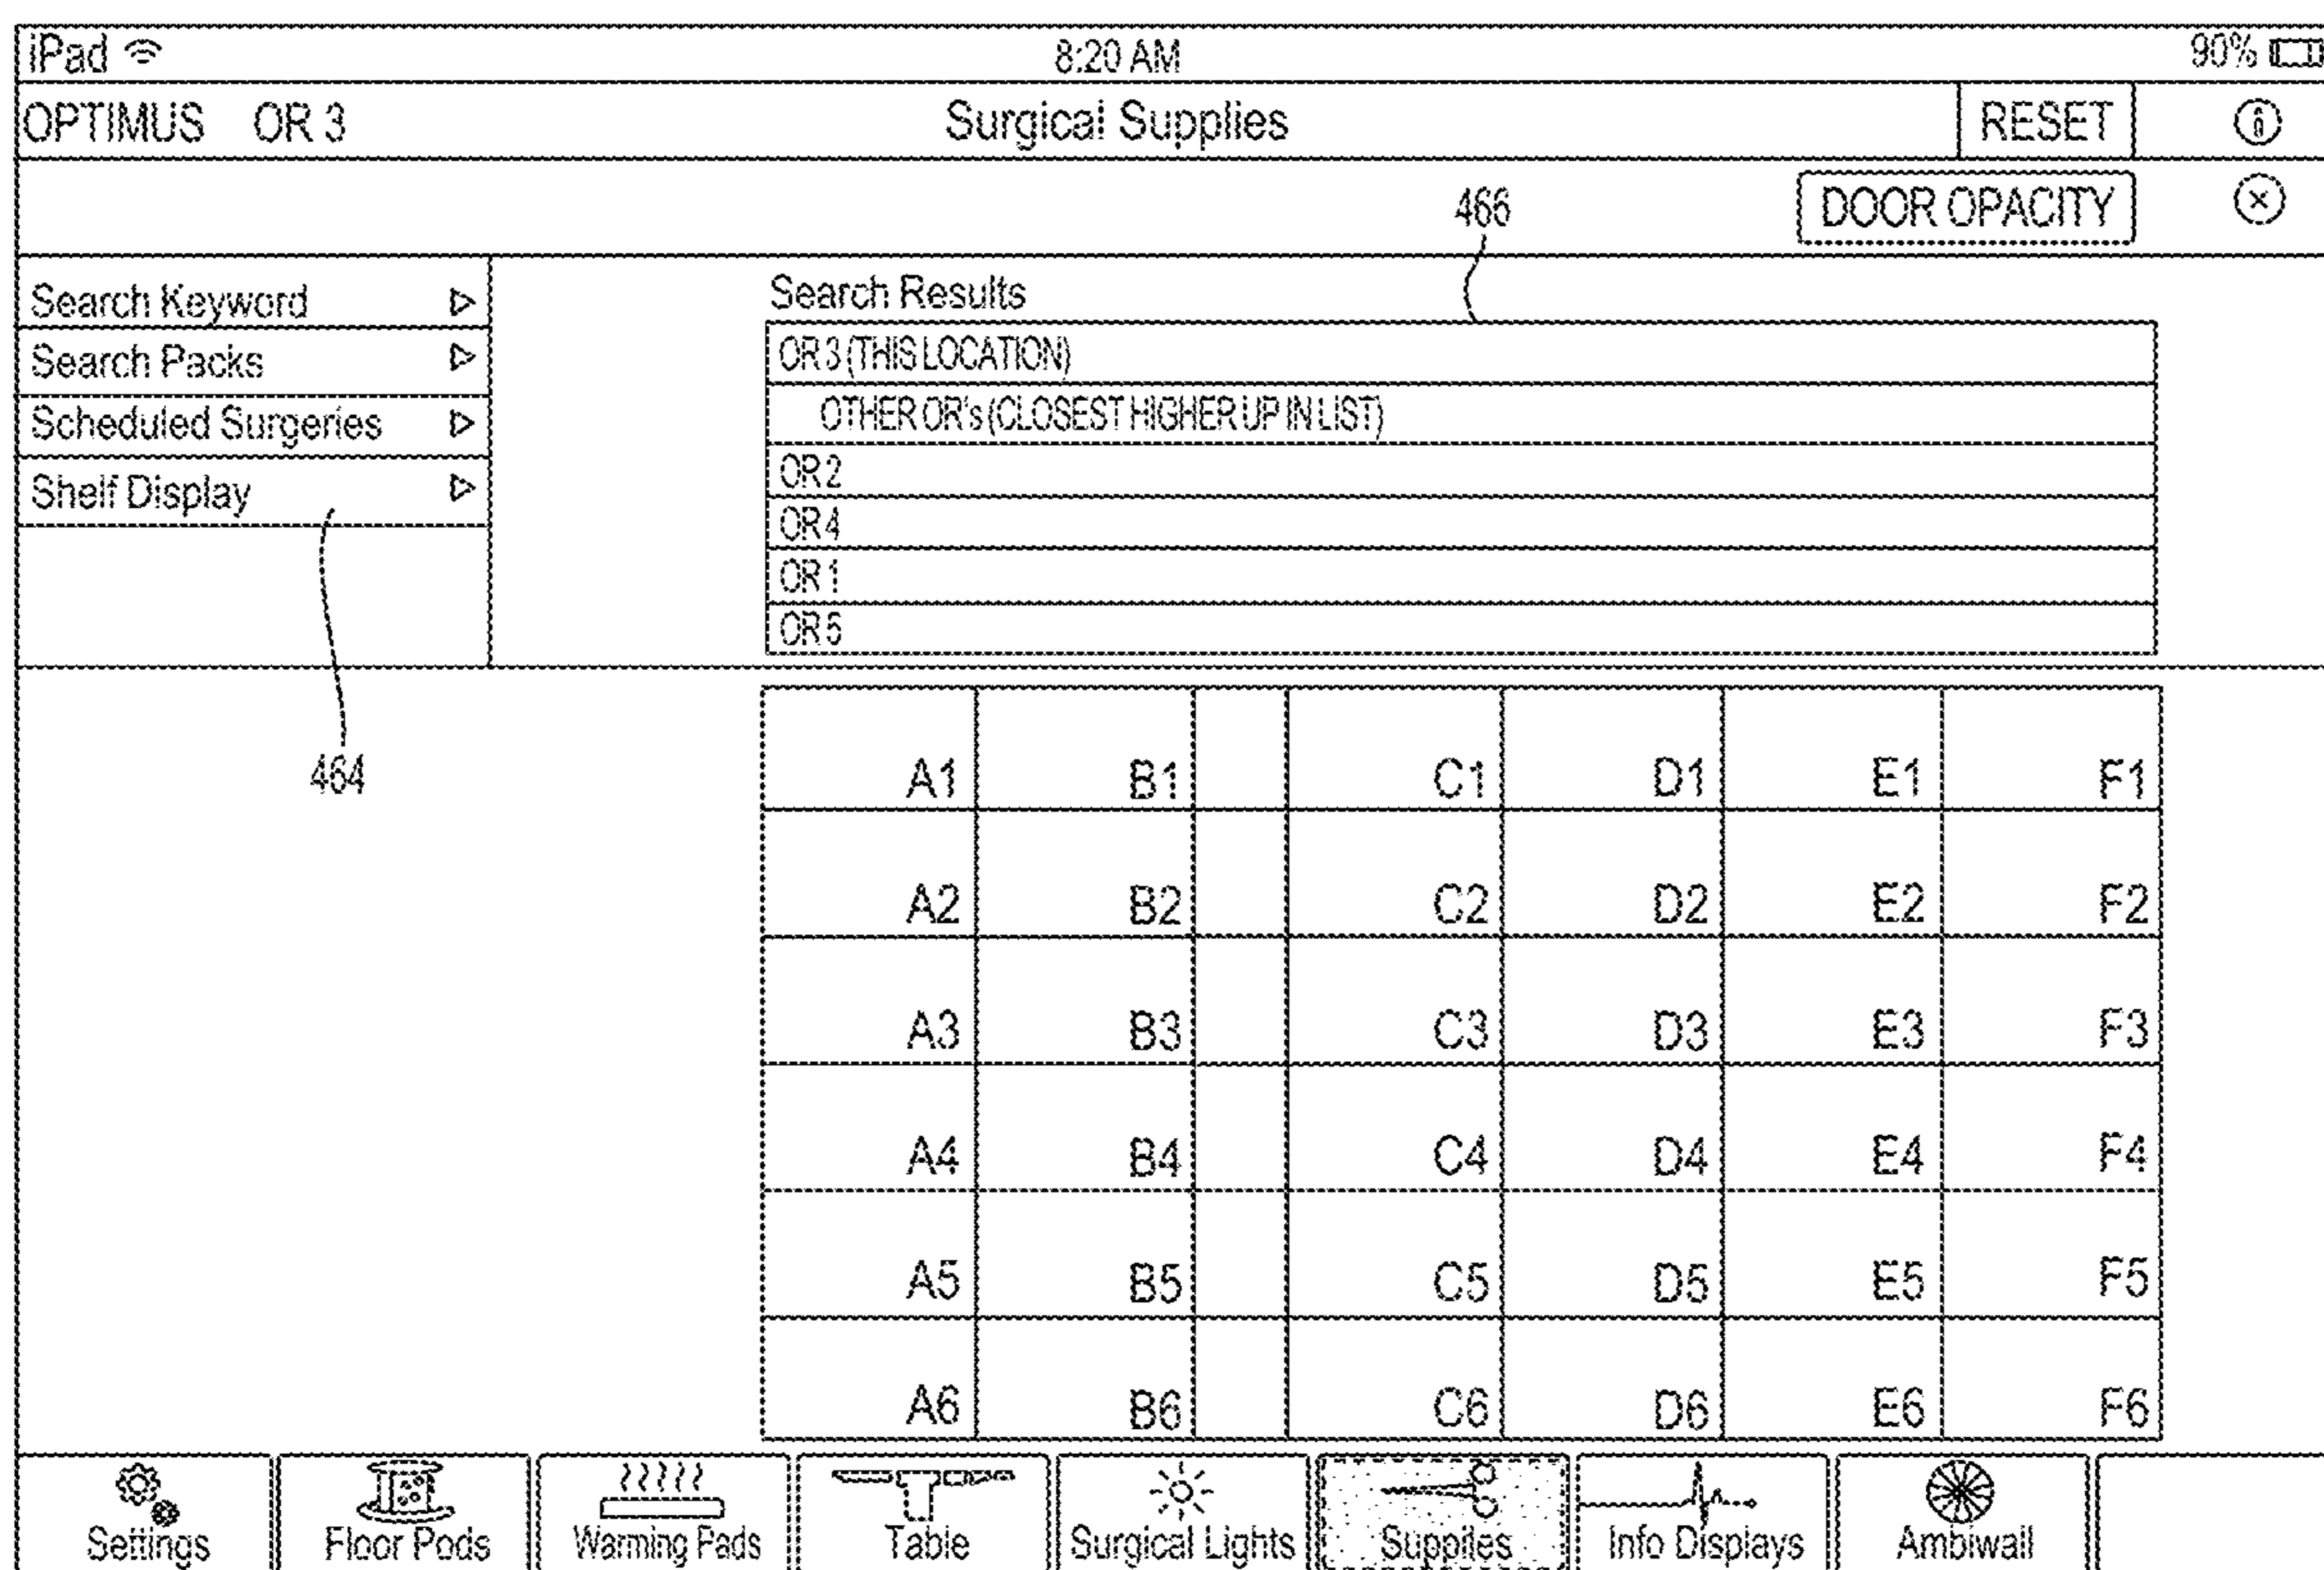 iPad 8:20 AM 90%
OPTIMUS OR 3 Surgical Supplies RESET
466 DOOR OPACITY
Search Keyword
Search Packs
Scheduled Surgeries
Shelf Display
464
Search Results
OR 3 (THIS LOCATION)
OTHER OR's (CLOSEST HIGHER UP IN LIST)
OR 2
OR 4
OR 1
OR 5
A1 B1 C1 D1 E1 F1
A2 B2 C2 D2 E2 F2
A3 B3 C3 D3 E3 F3
A4 B4 C4 D4 E4 F4
A5 B5 C5 D5 E5 F5
A6 B6 C6 D6 E6 F6
Settings Floor Pods Warming Pads Table Surgical Lights Supplies Info Displays Ambiwall